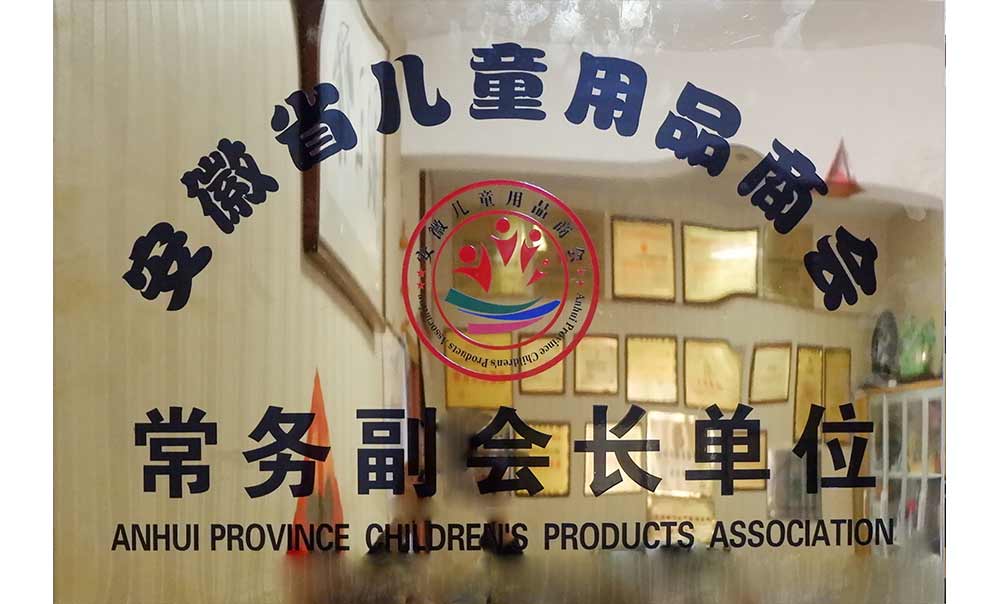 安徽省儿童用品商会
安徽儿童用品商会
Anhui Province Children's Products Association
常务副会长单位
ANHUI PROVINCE CHILDREN'S PRODUCTS ASSOCIATION